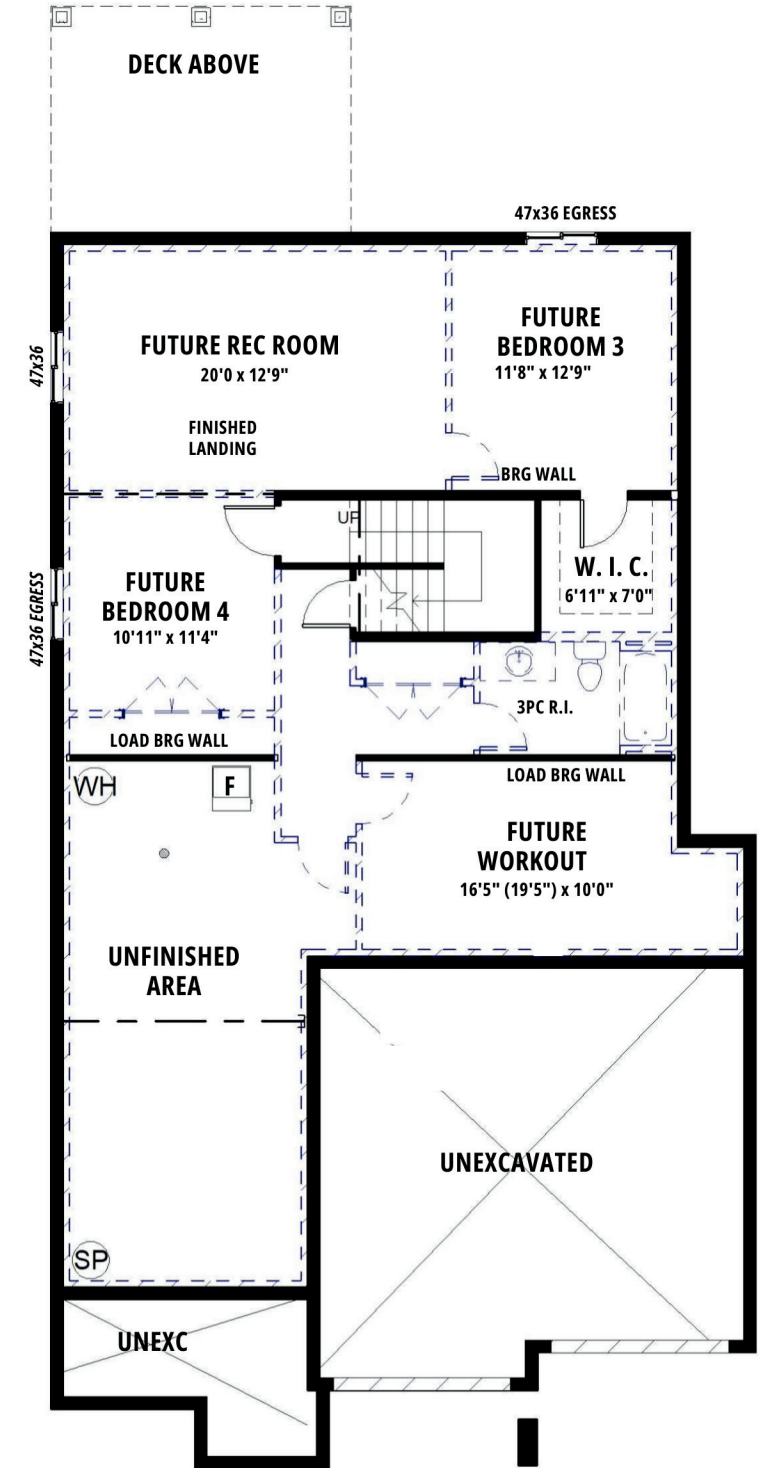 DECK ABOVE
47x36 EGRESS
FUTURE
BEDROOM 3
11'8" x 12'9"
FUTURE REC ROOM
20'0 x 12'9"
47x36
FINISHED
LANDING
BRG WALL
UP
W. I. C.
6'11" x 7'0"
FUTURE
BEDROOM 4
10'11" x 11'4"
47x36 EGRESS
3PC R.I.
LOAD BRG WALL
WH
F
LOAD BRG WALL
FUTURE
WORKOUT
16'5" (19'5") x 10'0"
UNFINISHED
AREA
UNEXCAVATED
SP
UNEXC